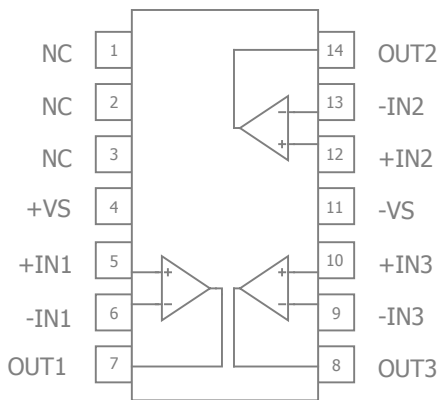 NC 1 14 OUT2
NC 2 13 -IN2
NC 3 12 +IN2
+VS 4 11 -VS
+IN1 5 + + 10 +IN3
-IN1 6 − − 9 -IN3
OUT1 7 8 OUT3
− 
+